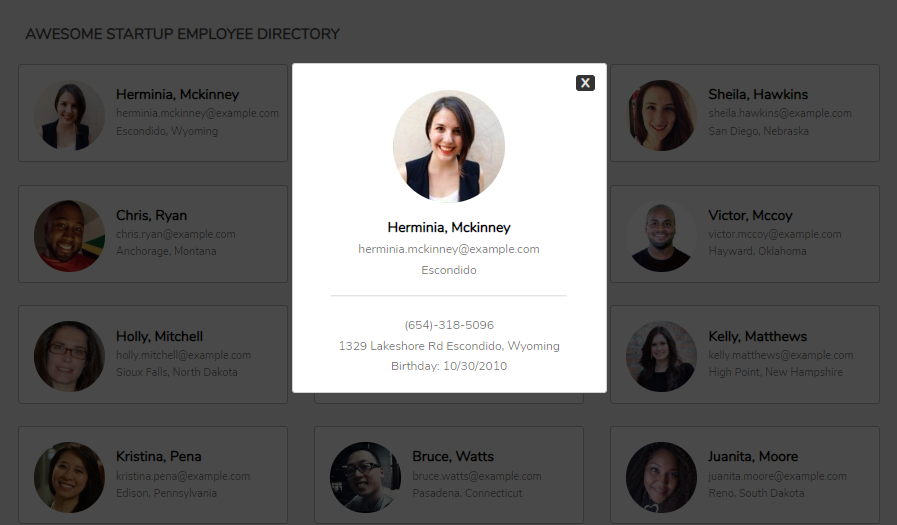 AWESOME STARTUP EMPLOYEE DIRECTORY
Herminia, Mckinney
herminia.mckinney@example.com
Escondido, Wyoming
X
Herminia, Mckinney
herminia.mckinney@example.com
Escondido
(654)-318-5096
1329 Lakeshore Rd Escondido, Wyoming
Birthday: 10/30/2010
Sheila, Hawkins
sheila.hawkins@example.com
San Diego, Nebraska
Chris, Ryan
chris.ryan@example.com
Anchorage, Montana
Victor, Mccoy
victor.mccoy@example.com
Hayward, Oklahoma
Holly, Mitchell
holly.mitchell@example.com
Sioux Falls, North Dakota
Kelly, Matthews
kelly.matthews@example.com
High Point, New Hampshire
Kristina, Pena
kristina.pena@example.com
Edison, Pennsylvania
Bruce, Watts
bruce.watts@example.com
Pasadena, Connecticut
Juanita, Moore
juanita.moore@example.com
Reno, South Dakota